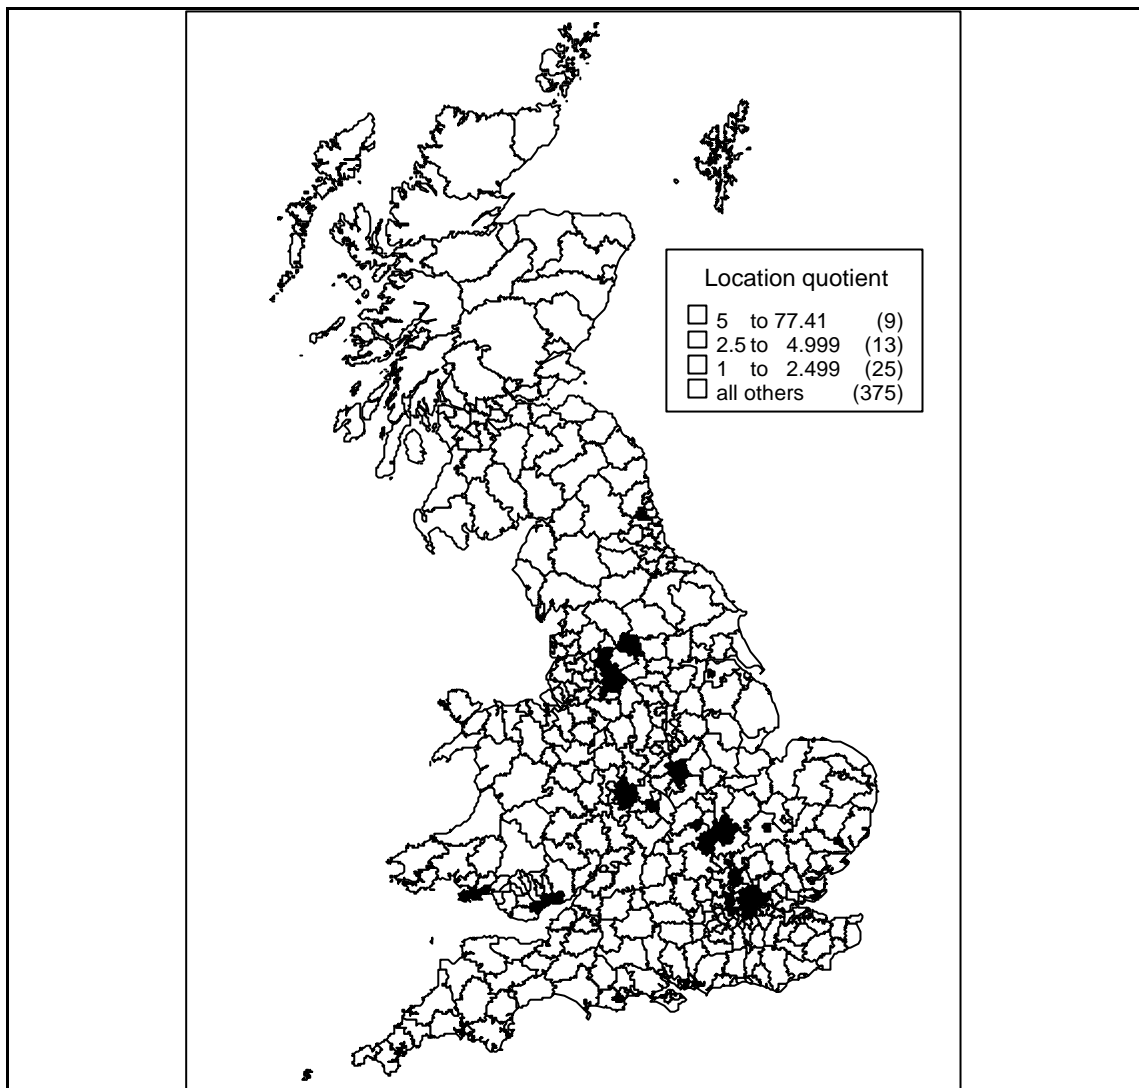 Location quotient
5 to 77.41 (9)
2.5 to 4.999 (13)
1 to 2.499 (25)
all others (375)